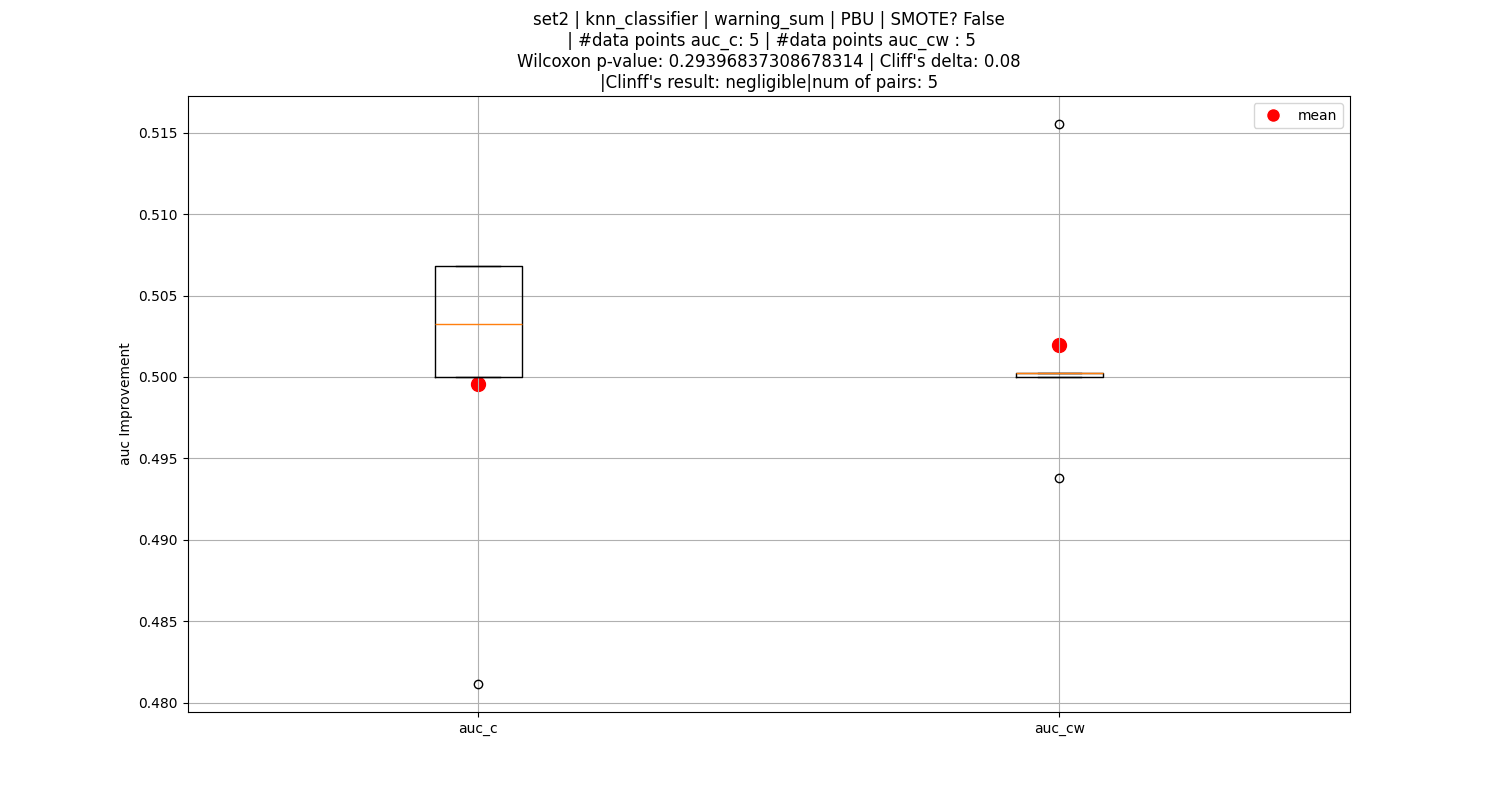 set2 | knn_classifier | warning_sum | PBU | SMOTE? False
| #data points auc_c: 5 | #data points auc_cw : 5
Wilcoxon p-value: 0.29396837308678314 | Cliff's delta: 0.08
|Clinff's result: negligible|num of pairs: 5
mean
0.515
0.510
0.505
0.500
0.495
0.490
0.485
0.480
auc Improvement
auc_c
auc_cw